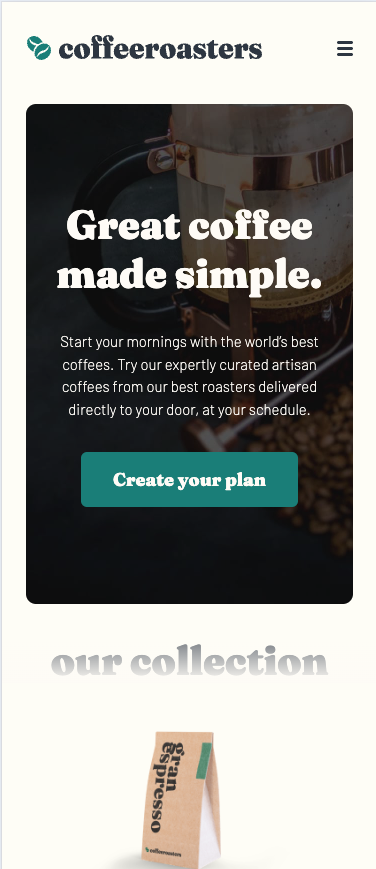 coffeeroasters
Great coffee
made simple.
Start your mornings with the world's best
coffees. Try our expertly curated artisan
coffees from our best roasters delivered
directly to your door, at your schedule.
Create your plan
our collection
gran
espresso
coffeeroasters